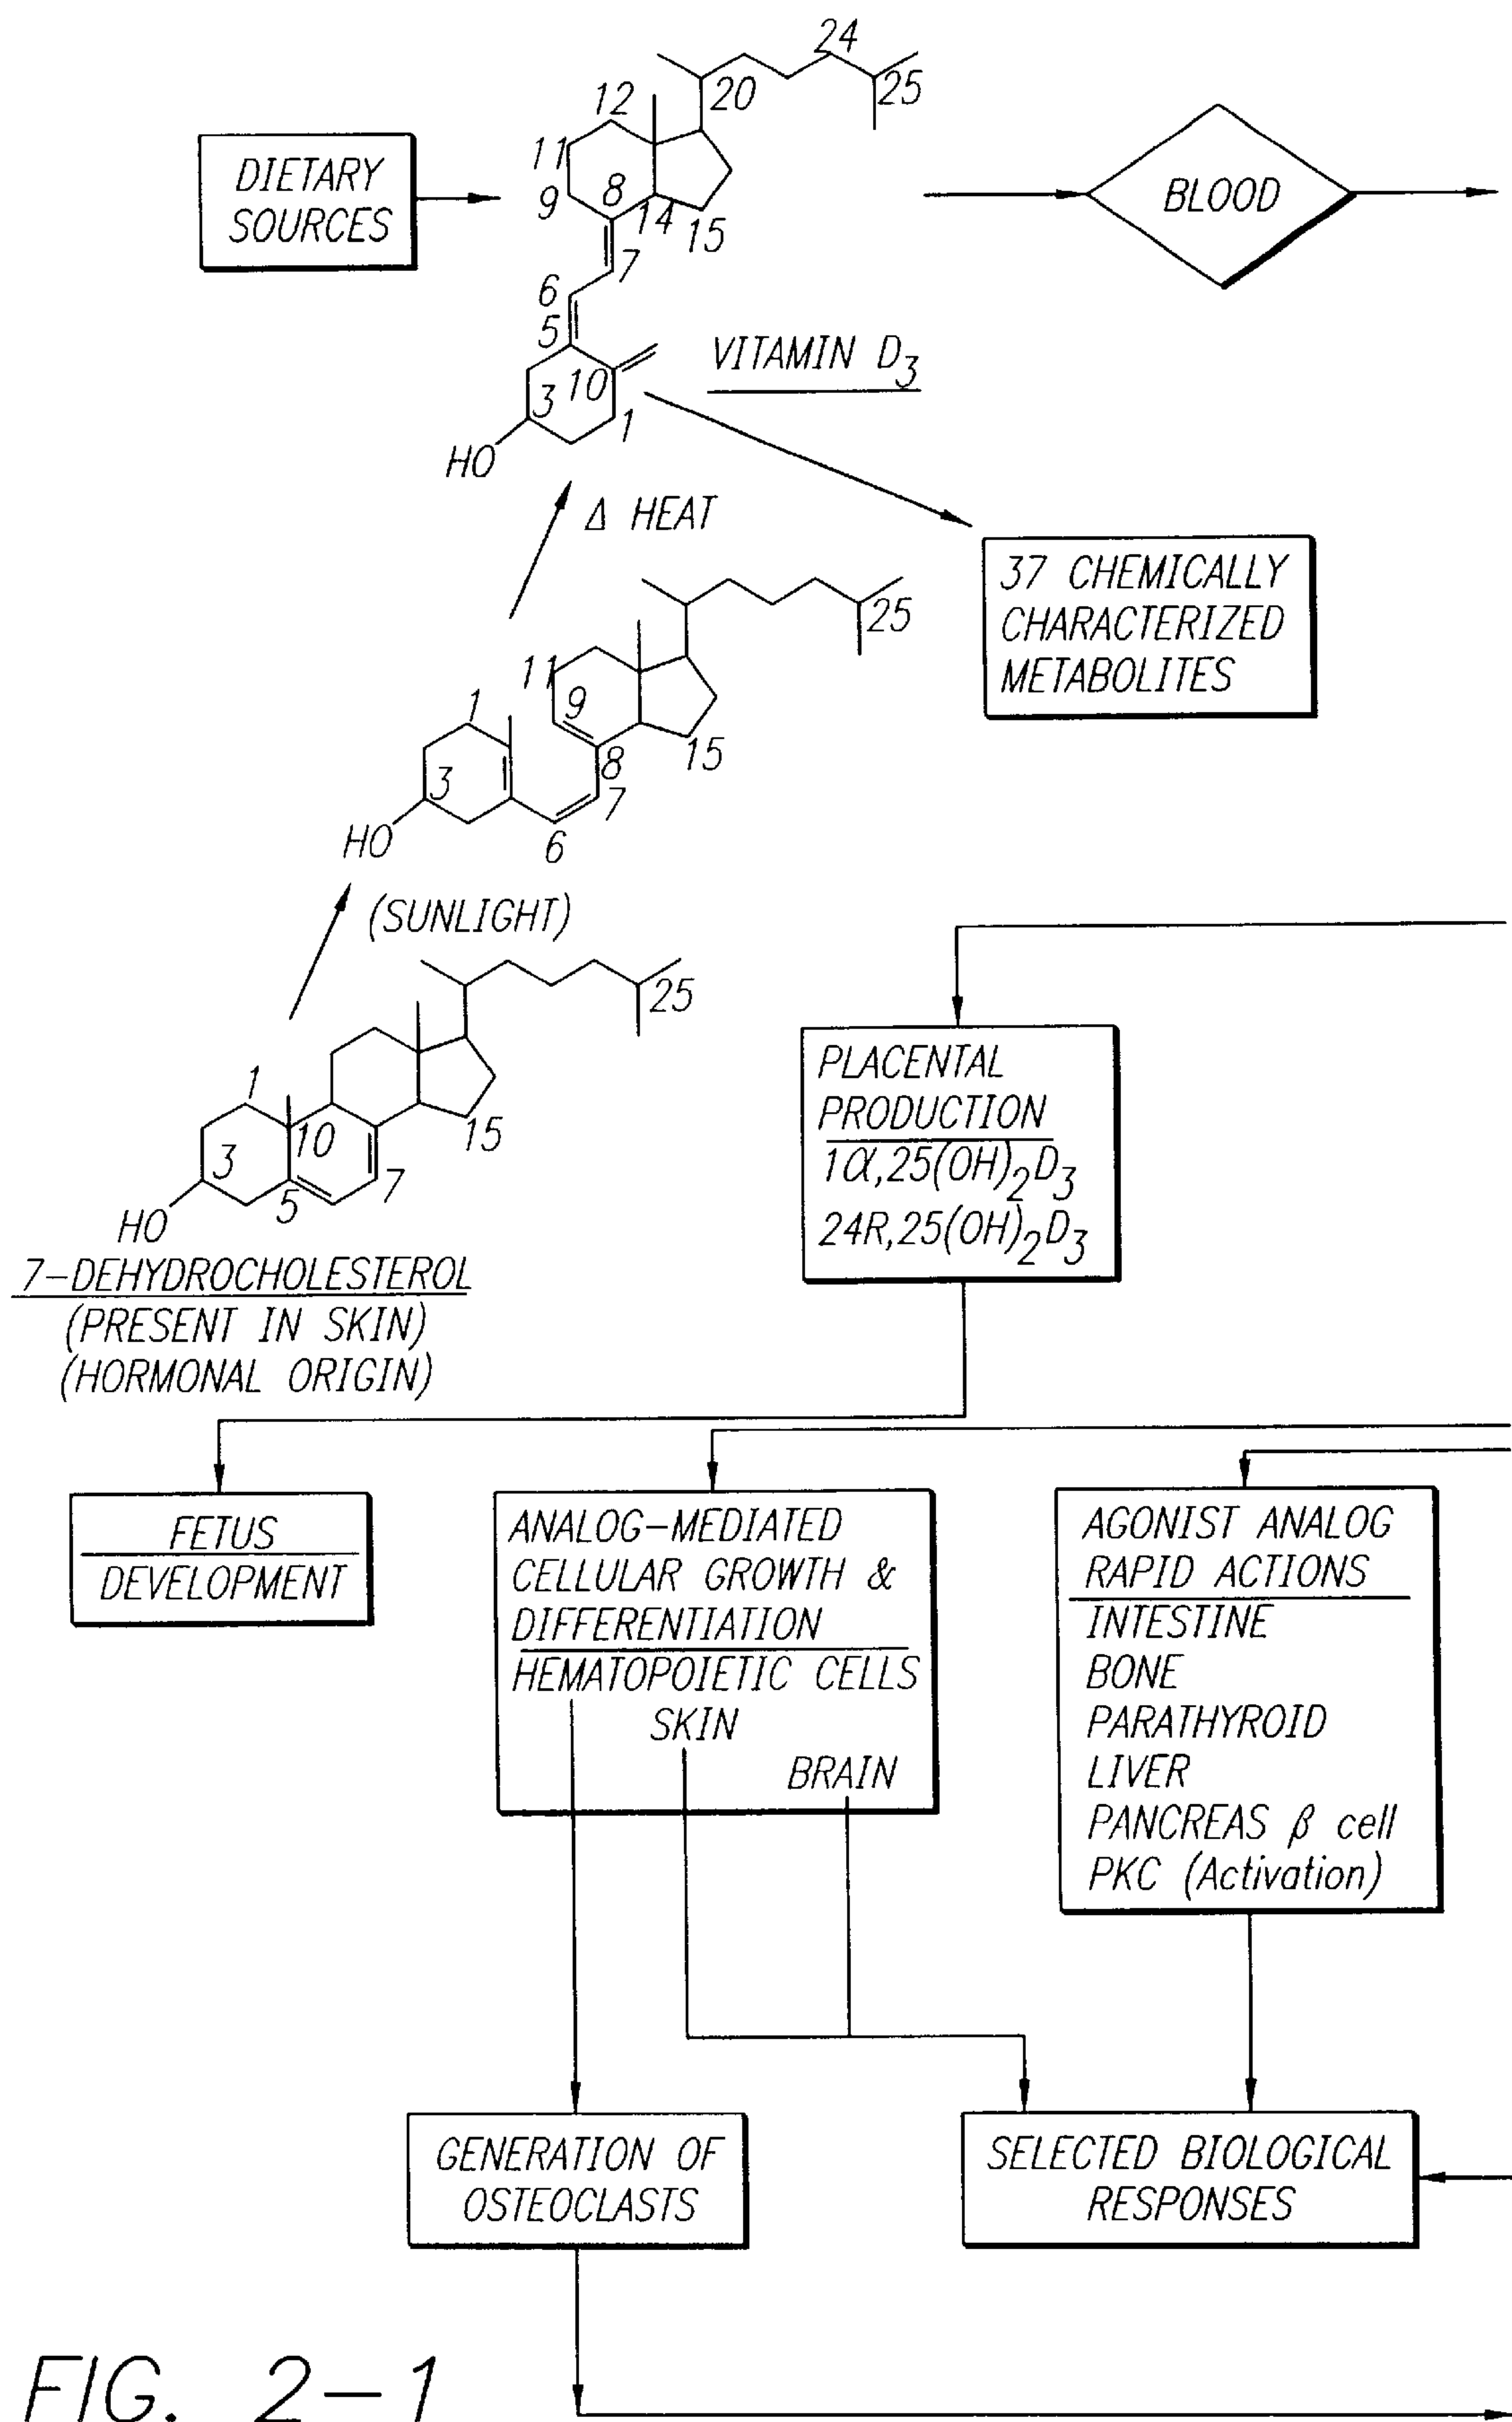 24
25
20
12
11
9
8
14
15
7
6
5
3
10
1
HO
DIETARY
SOURCES
BLOOD
VITAMIN D3
Δ HEAT
37 CHEMICALLY
CHARACTERIZED
METABOLITES
25
11
9
1
15
8
7
3
HO
6
(SUNLIGHT)
25
1
10
15
3
7
5
HO
7-DEHYDROCHOLESTEROL
(PRESENT IN SKIN)
(HORMONAL ORIGIN)
PLACENTAL
PRODUCTION
1α,25(OH)2D3
24R,25(OH)2D3
FETUS
DEVELOPMENT
ANALOG-MEDIATED
CELLULAR GROWTH &
DIFFERENTIATION
HEMATOPOIETIC CELLS
SKIN
BRAIN
AGONIST ANALOG
RAPID ACTIONS
INTESTINE
BONE
PARATHYROID
LIVER
PANCREAS β cell
PKC (Activation)
GENERATION OF
OSTEOCLASTS
SELECTED BIOLOGICAL
RESPONSES
FIG. 2-1